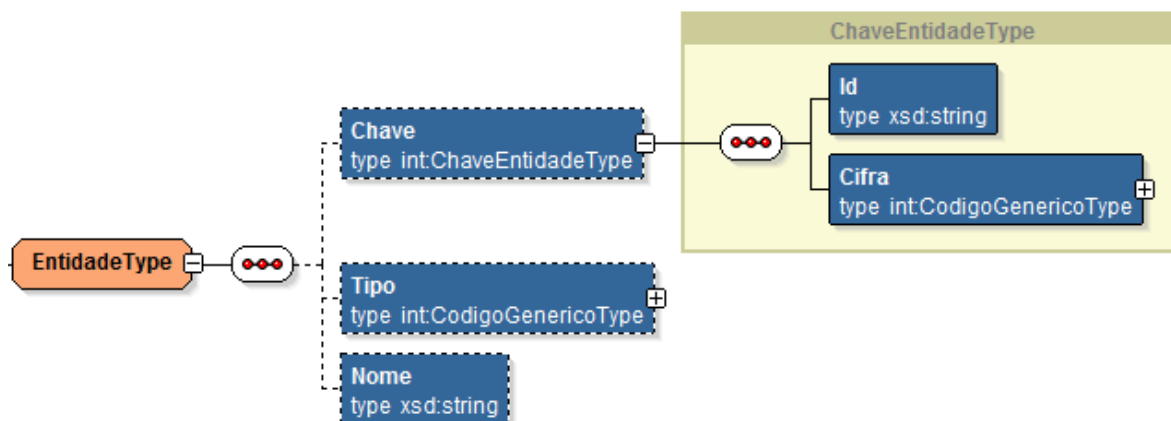 ChaveEntidadeType
Id
type xsd:string
Chave
type int:ChaveEntidadeType
Cifra
type int:CodigoGenericoType
EntidadeType
Tipo
type int:CodigoGenericoType
Nome
type xsd:string